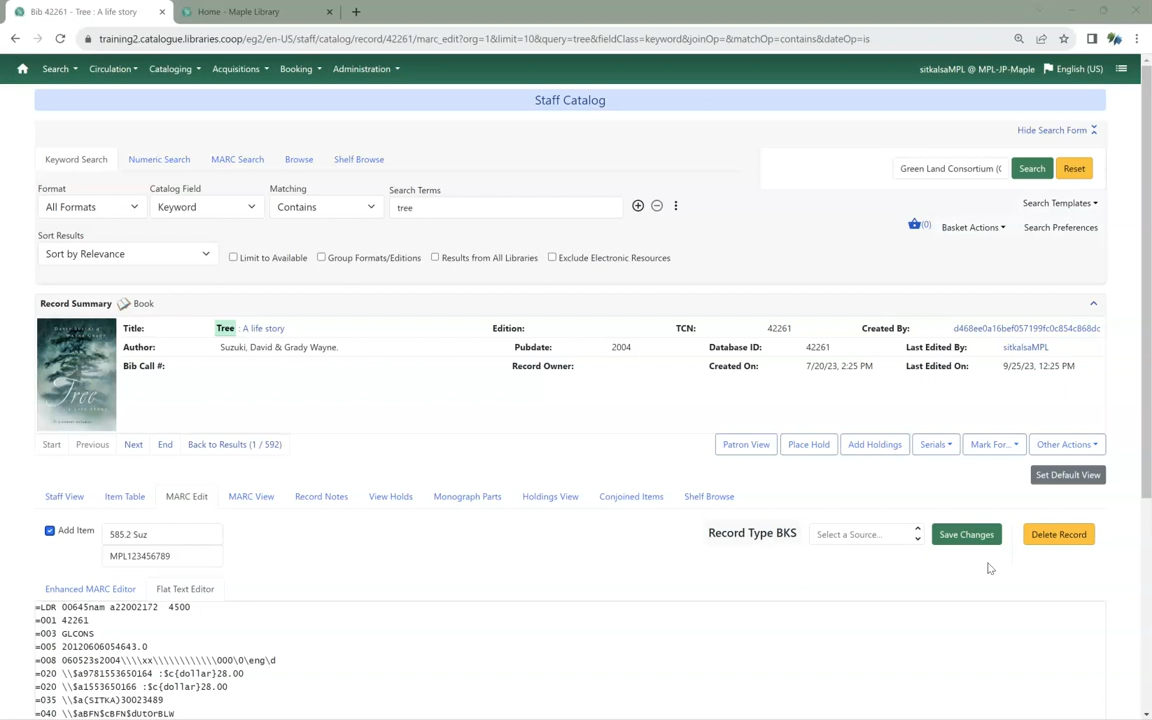 Bib 42261 - Tree : A life story
Home - Maple Library
training2.catalogue.libraries.coop/eg2/en-US/staff/catalog/record/42261/marc_edit?org=1&limit=10&query=tree&fieldClass=keyword&joinOp=&matchOp=contains&dateOp=is
Search Circulation Cataloging Acquisitions Booking Administration sitkalsaMPL @ MPL-JP-Maple English (US)
Staff Catalog
Hide Search Form
Keyword Search Numeric Search MARC Search Browse Shelf Browse
Green Land Consortium (C Search Reset
Format Catalog Field Matching Search Terms
All Formats Keyword Contains tree
Search Templates
(0) Basket Actions Search Preferences
Sort Results
Sort by Relevance Limit to Available Group Formats/Editions Results from All Libraries Exclude Electronic Resources
Record Summary Book
Title: Tree : A life story Edition: TCN: 42261 Created By: d468ee0a16bef057199fc0c854c868dc
Author: Suzuki, David & Grady Wayne. Pubdate: 2004 Database ID: 42261 Last Edited By: sitkalsaMPL
Bib Call #: Record Owner: Created On: 7/20/23, 2:25 PM Last Edited On: 9/25/23, 12:25 PM
Tree
Start Previous Next End Back to Results (1 / 592) Patron View Place Hold Add Holdings Serials Mark For... Other Actions
Set Default View
Staff View Item Table MARC Edit MARC View Record Notes View Holds Monograph Parts Holdings View Conjoined Items Shelf Browse
Add Item 585.2 Suz Record Type BKS Select a Source... Save Changes Delete Record
MPL123456789
Enhanced MARC Editor Flat Text Editor
=LDR 00645nam a22002172  4500
=001 42261
=003 GLCONS
=005 20120606054643.0
=008 060523s2004\\\\xx\\\\\\\\\\\\000\0\eng\d
=020 \\$a9781553650164 :$c{dollar}28.00
=020 \\$a1553650166 :$c{dollar}28.00
=035 \\$a(SITKA)30023489
=040 \\$aBFN$cBFN$dUtOrBLW